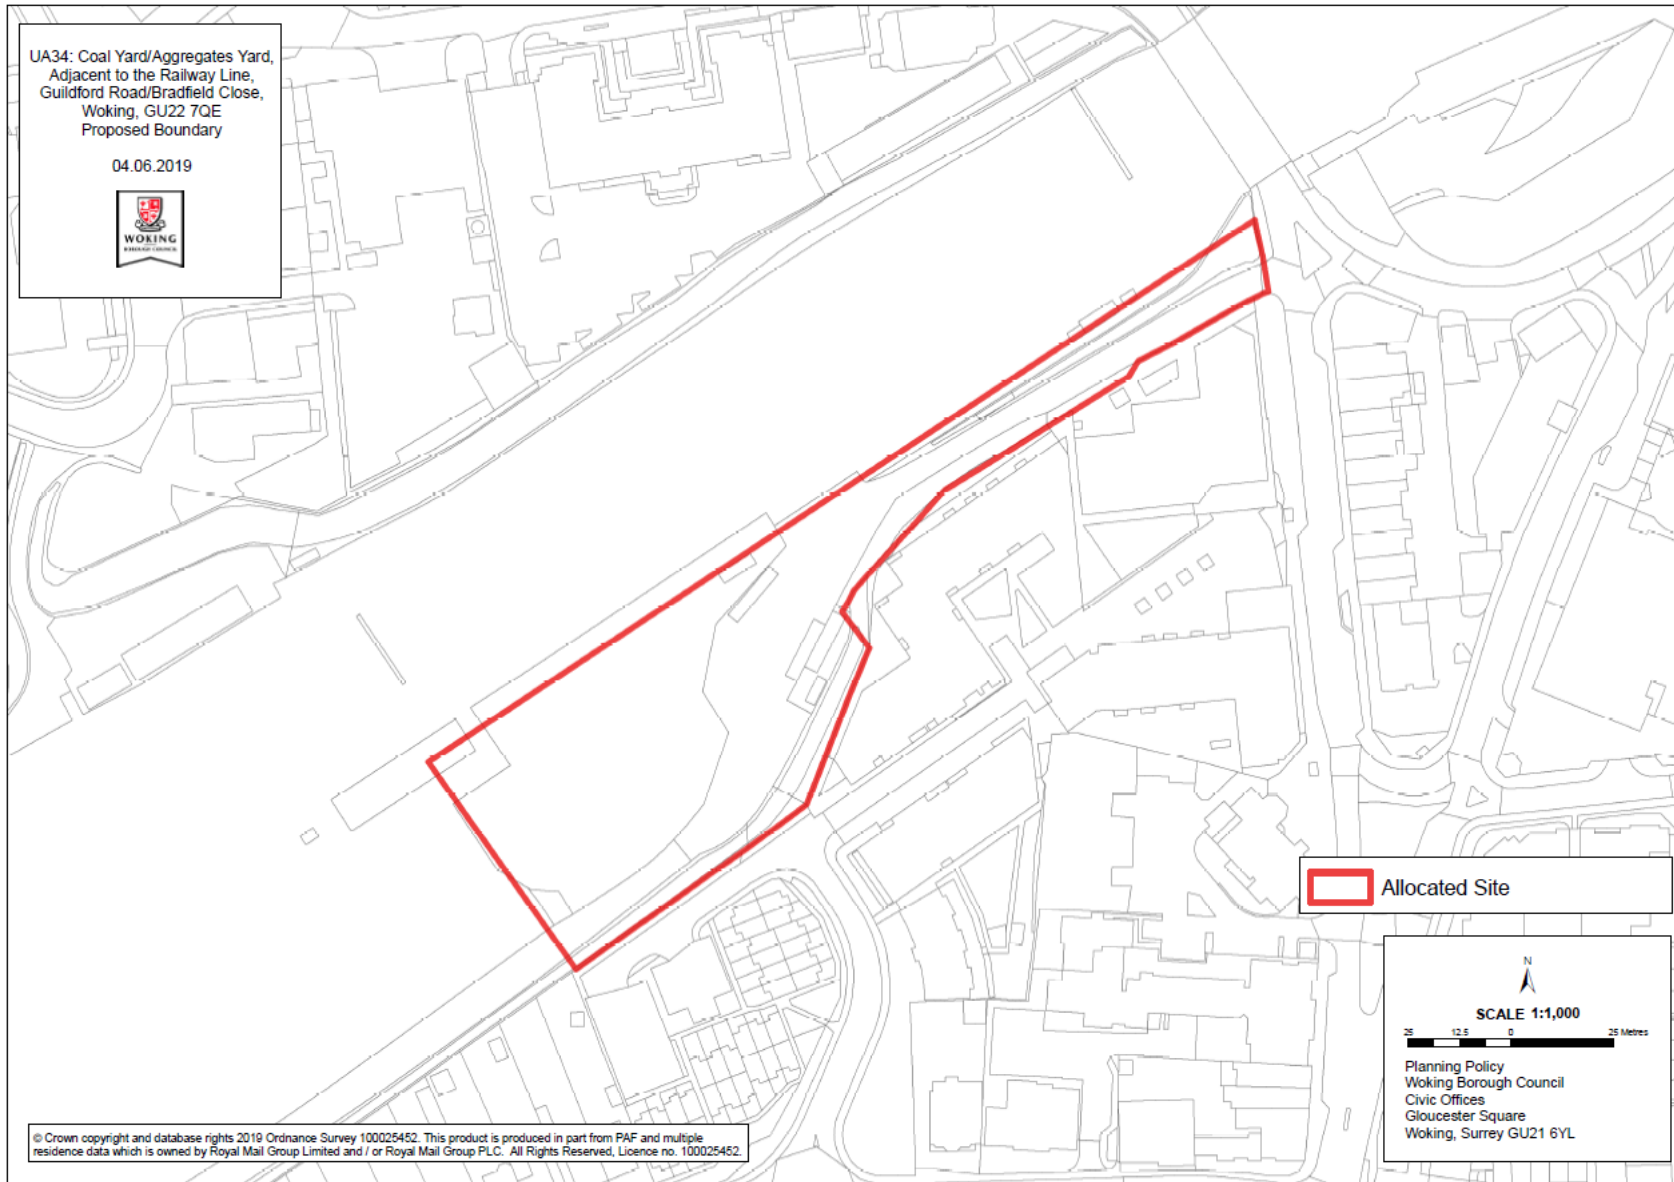 UA34: Coal Yard/Aggregates Yard,
Adjacent to the Railway Line,
Guildford Road/Bradfield Close,
Woking, GU22 7QE
Proposed Boundary
04.06.2019
WOKING
BOROUGH COUNCIL
Allocated Site
N
SCALE 1:1,000
25 12.5 0 25 Metres
Planning Policy
Woking Borough Council
Civic Offices
Gloucester Square
Woking, Surrey GU21 6YL
© Crown copyright and database rights 2019 Ordnance Survey 100025452. This product is produced in part from PAF and multiple
residence data which is owned by Royal Mail Group Limited and / or Royal Mail Group PLC. All Rights Reserved, Licence no. 100025452.